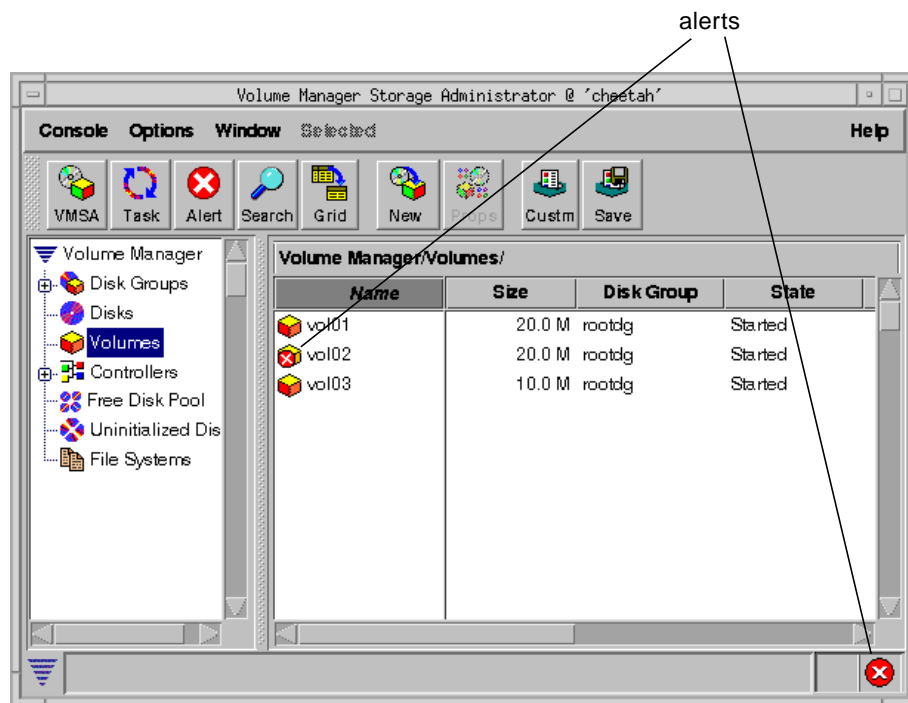 alerts
Volume Manager Storage Administrator @ 'cheetah'
Console Options Window Selected Help
VMSA Task Alert Search Grid New Props Custm Save
Volume Manager
Disk Groups
Disks
Volumes
Controllers
Free Disk Pool
Uninitialized Dis
File Systems
Volume Manager/Volumes/
Name Size Disk Group State
vol01 20.0 M rootdg Started
vol02 20.0 M rootdg Started
vol03 10.0 M rootdg Started